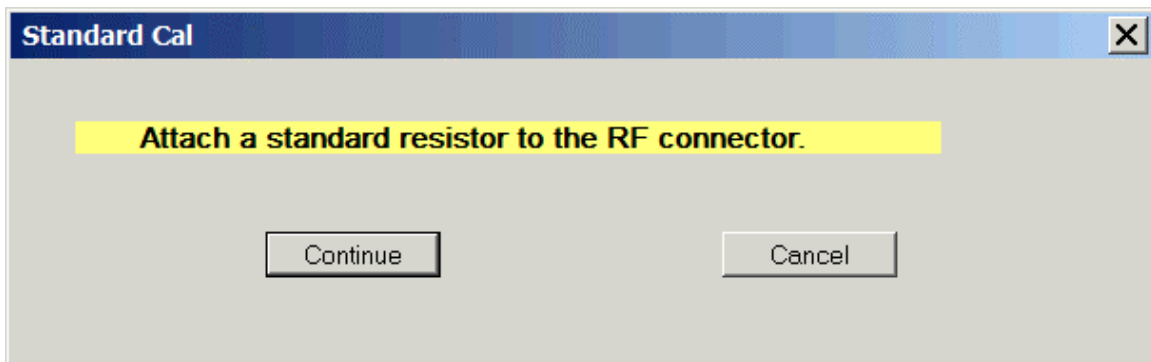 Standard Cal
Attach a standard resistor to the RF connector.
Continue
Cancel